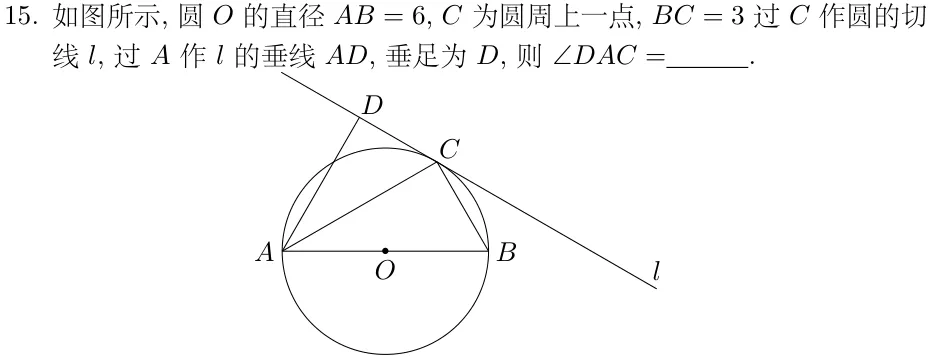 15. 如图所示, 圆 O 的直径 AB = 6, C 为圆周上一点, BC = 3 过 C 作圆的切
线 l, 过 A 作 l 的垂线 AD, 垂足为 D, 则 ∠DAC =______.
D
C
A
B
O
l